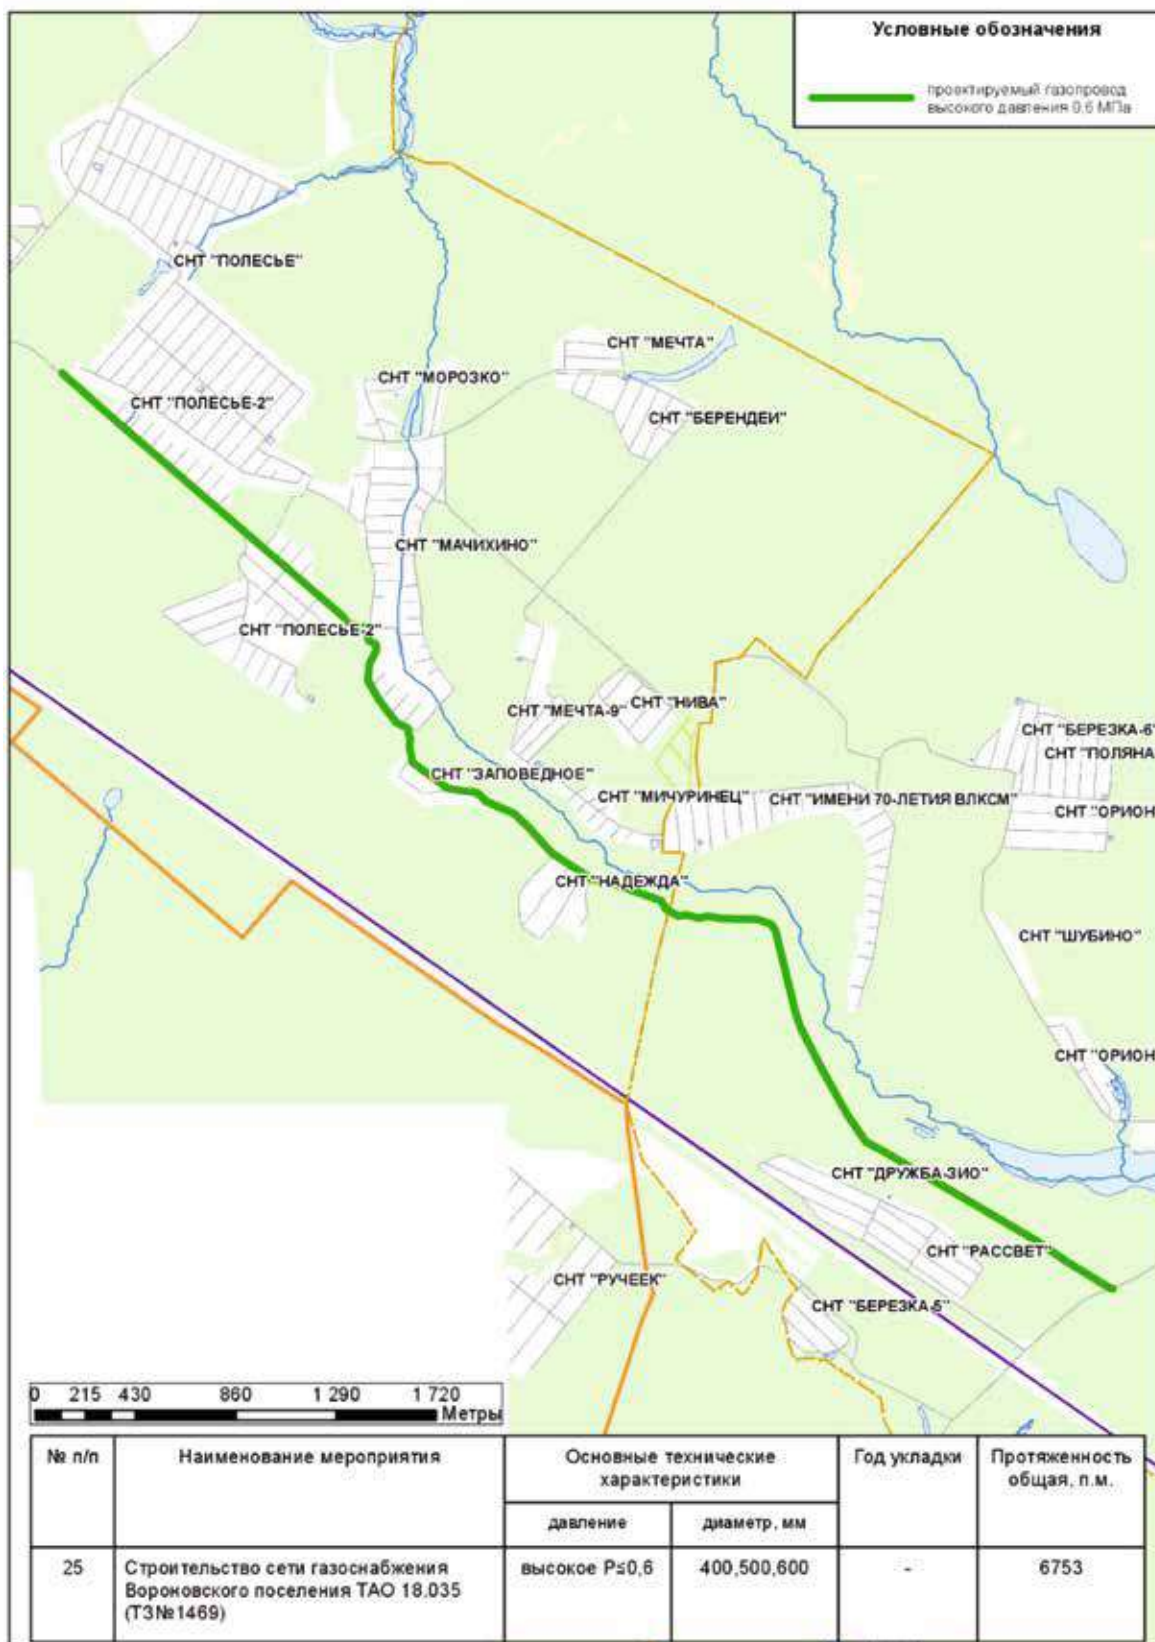 Условные обозначения
проектируемый газопровод
высокого давления 0.6 МПа
СНТ "ПОЛЕСЬЕ"
СНТ "МЕЧТА"
СНТ "МОРОЗКО"
СНТ "ПОЛЕСЬЕ-2"
СНТ "БЕРЕНДЕИ"
СНТ "МАЧИХИНО"
СНТ "ПОЛЕСЬЕ-2"
СНТ "МЕЧТА-9"
СНТ "НИВА"
СНТ "БЕРЕЗКА-6"
СНТ "ПОЛЯНА
СНТ "ЗАПОВЕДНОЕ"
СНТ "МИЧУРИНЕЦ"
СНТ "ИМЕНИ 70-ЛЕТИЯ ВЛКСМ"
СНТ "ОРИОН
СНТ "НАДЕЖДА"
СНТ "ШУБИНО"
СНТ "ОРИОН
СНТ "ДРУЖБА-ЗИО"
СНТ "РАССВЕТ"
СНТ "РУЧЕЕК"
СНТ "БЕРЕЗКА-5"
0 215 430 860 1 290 1 720
Метры
№ п/п Наименование мероприятия Основные технические характеристики Год укладки Протяженность общая, п.м.
давление диаметр, мм
25 Строительство сети газоснабжения высокое P≤0,6 400,500,600 - 6753
Вороновского поселения ТАО 18.035
(ТЗ№1469)